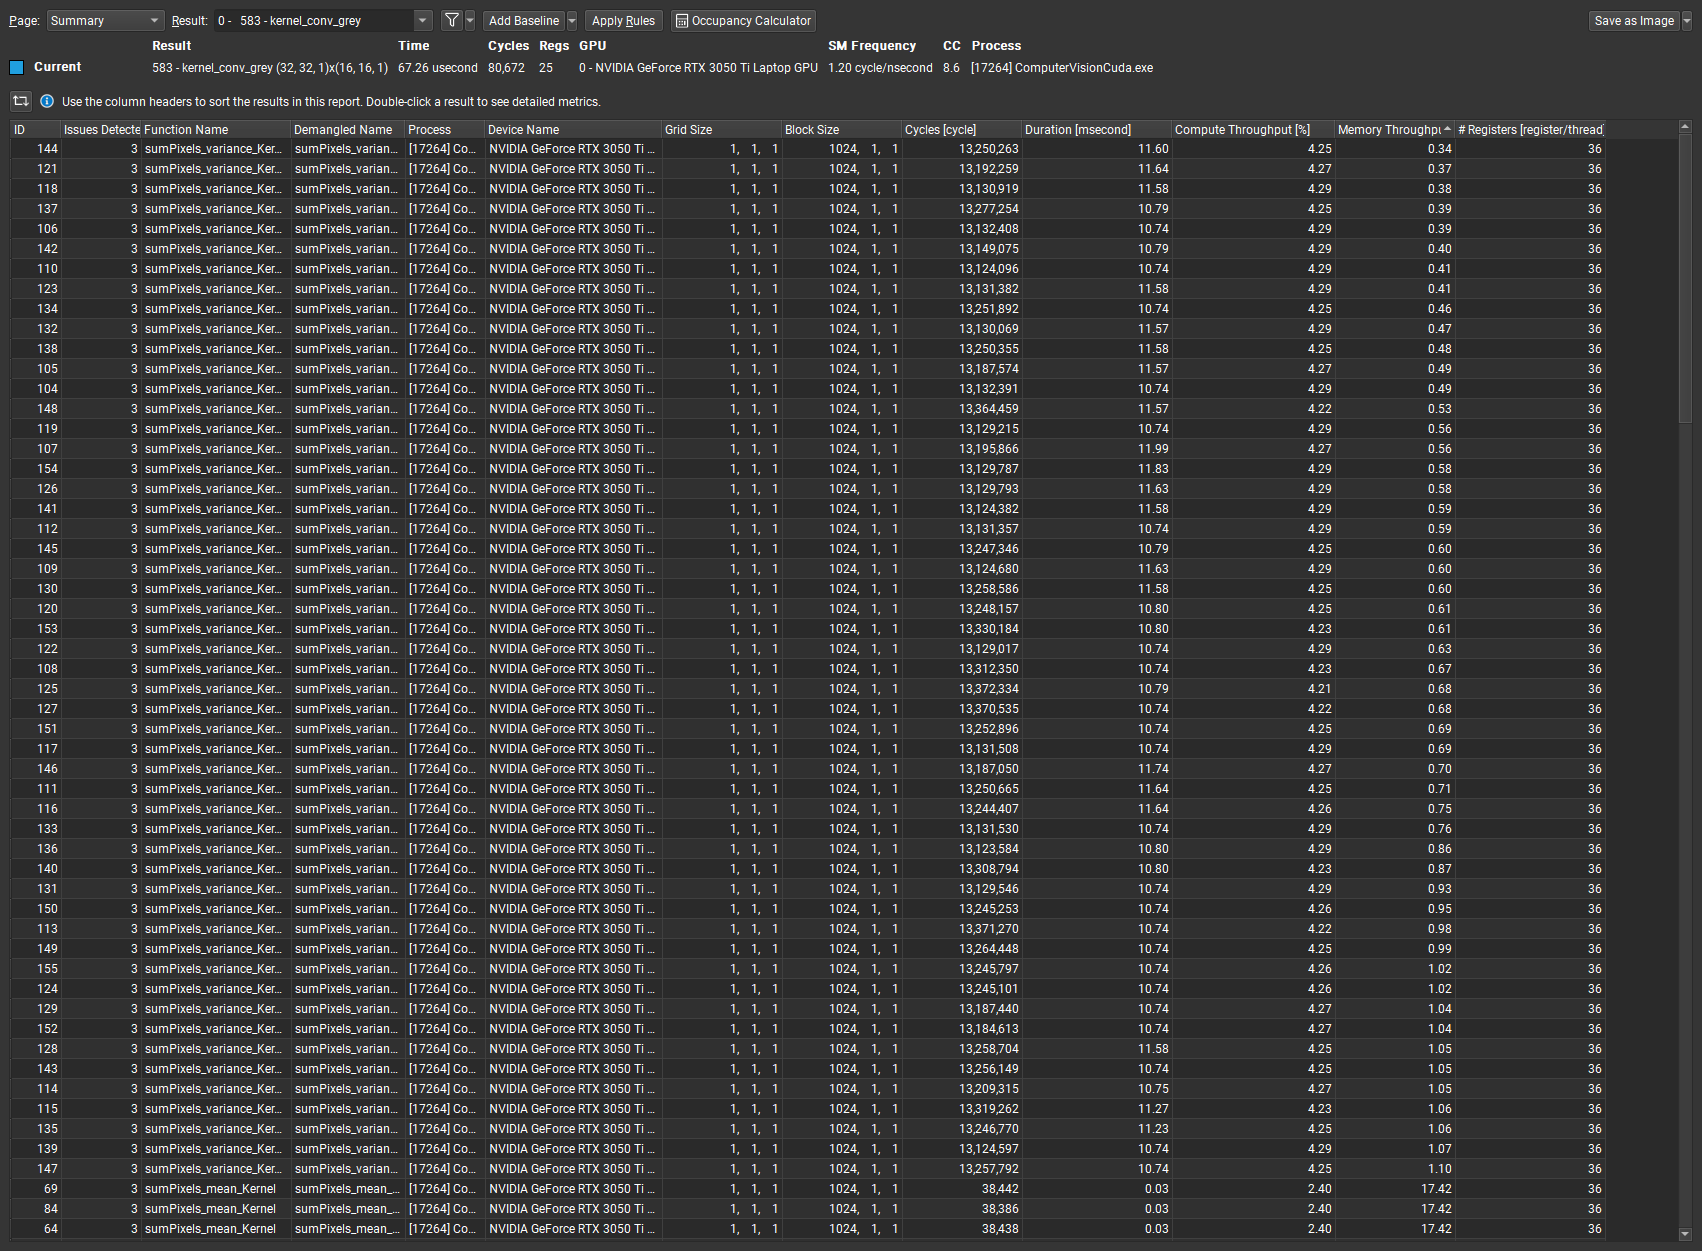 Page: Summary Result: 0 - 583 - kernel_conv_grey Add Baseline Apply Rules Occupancy Calculator Save as Image
Result Time Cycles Regs GPU SM Frequency CC Process
Current 583 - kernel_conv_grey (32, 32, 1)x(16, 16, 1) 67.26 usecond 80,672 25 0 - NVIDIA GeForce RTX 3050 Ti Laptop GPU 1.20 cycle/nsecond 8.6 [17264] ComputerVisionCuda.exe
Use the column headers to sort the results in this report. Double-click a result to see detailed metrics.
ID Issues Detecte Function Name Demangled Name Process Device Name Grid Size Block Size Cycles [cycle] Duration [msecond] Compute Throughput [%] Memory Throughpu # Registers [register/thread]
144 3 sumPixels_variance_Ker... sumPixels_varian... [17264] Co... NVIDIA GeForce RTX 3050 Ti ... 1, 1, 1 1024, 1, 1 13,250,263 11.60 4.25 0.34 36
121 3 sumPixels_variance_Ker... sumPixels_varian... [17264] Co... NVIDIA GeForce RTX 3050 Ti ... 1, 1, 1 1024, 1, 1 13,192,259 11.64 4.27 0.37 36
118 3 sumPixels_variance_Ker... sumPixels_varian... [17264] Co... NVIDIA GeForce RTX 3050 Ti ... 1, 1, 1 1024, 1, 1 13,130,919 11.58 4.29 0.38 36
137 3 sumPixels_variance_Ker... sumPixels_varian... [17264] Co... NVIDIA GeForce RTX 3050 Ti ... 1, 1, 1 1024, 1, 1 13,277,254 10.79 4.25 0.39 36
106 3 sumPixels_variance_Ker... sumPixels_varian... [17264] Co... NVIDIA GeForce RTX 3050 Ti ... 1, 1, 1 1024, 1, 1 13,132,408 10.74 4.29 0.39 36
142 3 sumPixels_variance_Ker... sumPixels_varian... [17264] Co... NVIDIA GeForce RTX 3050 Ti ... 1, 1, 1 1024, 1, 1 13,149,075 10.79 4.29 0.40 36
110 3 sumPixels_variance_Ker... sumPixels_varian... [17264] Co... NVIDIA GeForce RTX 3050 Ti ... 1, 1, 1 1024, 1, 1 13,124,096 10.74 4.29 0.41 36
123 3 sumPixels_variance_Ker... sumPixels_varian... [17264] Co... NVIDIA GeForce RTX 3050 Ti ... 1, 1, 1 1024, 1, 1 13,131,382 11.58 4.29 0.41 36
134 3 sumPixels_variance_Ker... sumPixels_varian... [17264] Co... NVIDIA GeForce RTX 3050 Ti ... 1, 1, 1 1024, 1, 1 13,251,892 10.74 4.25 0.46 36
132 3 sumPixels_variance_Ker... sumPixels_varian... [17264] Co... NVIDIA GeForce RTX 3050 Ti ... 1, 1, 1 1024, 1, 1 13,130,069 11.57 4.29 0.47 36
138 3 sumPixels_variance_Ker... sumPixels_varian... [17264] Co... NVIDIA GeForce RTX 3050 Ti ... 1, 1, 1 1024, 1, 1 13,250,355 11.58 4.25 0.48 36
105 3 sumPixels_variance_Ker... sumPixels_varian... [17264] Co... NVIDIA GeForce RTX 3050 Ti ... 1, 1, 1 1024, 1, 1 13,187,574 11.57 4.27 0.49 36
104 3 sumPixels_variance_Ker... sumPixels_varian... [17264] Co... NVIDIA GeForce RTX 3050 Ti ... 1, 1, 1 1024, 1, 1 13,132,391 10.74 4.29 0.49 36
148 3 sumPixels_variance_Ker... sumPixels_varian... [17264] Co... NVIDIA GeForce RTX 3050 Ti ... 1, 1, 1 1024, 1, 1 13,364,459 11.57 4.22 0.53 36
119 3 sumPixels_variance_Ker... sumPixels_varian... [17264] Co... NVIDIA GeForce RTX 3050 Ti ... 1, 1, 1 1024, 1, 1 13,129,215 10.74 4.29 0.56 36
107 3 sumPixels_variance_Ker... sumPixels_varian... [17264] Co... NVIDIA GeForce RTX 3050 Ti ... 1, 1, 1 1024, 1, 1 13,195,866 11.99 4.27 0.56 36
154 3 sumPixels_variance_Ker... sumPixels_varian... [17264] Co... NVIDIA GeForce RTX 3050 Ti ... 1, 1, 1 1024, 1, 1 13,129,787 11.83 4.29 0.58 36
126 3 sumPixels_variance_Ker... sumPixels_varian... [17264] Co... NVIDIA GeForce RTX 3050 Ti ... 1, 1, 1 1024, 1, 1 13,129,793 11.63 4.29 0.58 36
141 3 sumPixels_variance_Ker... sumPixels_varian... [17264] Co... NVIDIA GeForce RTX 3050 Ti ... 1, 1, 1 1024, 1, 1 13,124,382 11.58 4.29 0.59 36
112 3 sumPixels_variance_Ker... sumPixels_varian... [17264] Co... NVIDIA GeForce RTX 3050 Ti ... 1, 1, 1 1024, 1, 1 13,131,357 10.74 4.29 0.59 36
145 3 sumPixels_variance_Ker... sumPixels_varian... [17264] Co... NVIDIA GeForce RTX 3050 Ti ... 1, 1, 1 1024, 1, 1 13,247,346 10.79 4.25 0.60 36
109 3 sumPixels_variance_Ker... sumPixels_varian... [17264] Co... NVIDIA GeForce RTX 3050 Ti ... 1, 1, 1 1024, 1, 1 13,124,680 11.63 4.29 0.60 36
130 3 sumPixels_variance_Ker... sumPixels_varian... [17264] Co... NVIDIA GeForce RTX 3050 Ti ... 1, 1, 1 1024, 1, 1 13,258,586 11.58 4.25 0.60 36
120 3 sumPixels_variance_Ker... sumPixels_varian... [17264] Co... NVIDIA GeForce RTX 3050 Ti ... 1, 1, 1 1024, 1, 1 13,248,157 10.80 4.25 0.61 36
153 3 sumPixels_variance_Ker... sumPixels_varian... [17264] Co... NVIDIA GeForce RTX 3050 Ti ... 1, 1, 1 1024, 1, 1 13,330,184 10.80 4.23 0.61 36
122 3 sumPixels_variance_Ker... sumPixels_varian... [17264] Co... NVIDIA GeForce RTX 3050 Ti ... 1, 1, 1 1024, 1, 1 13,129,017 10.74 4.29 0.63 36
108 3 sumPixels_variance_Ker... sumPixels_varian... [17264] Co... NVIDIA GeForce RTX 3050 Ti ... 1, 1, 1 1024, 1, 1 13,312,350 10.74 4.23 0.67 36
125 3 sumPixels_variance_Ker... sumPixels_varian... [17264] Co... NVIDIA GeForce RTX 3050 Ti ... 1, 1, 1 1024, 1, 1 13,372,334 10.79 4.21 0.68 36
127 3 sumPixels_variance_Ker... sumPixels_varian... [17264] Co... NVIDIA GeForce RTX 3050 Ti ... 1, 1, 1 1024, 1, 1 13,370,535 10.74 4.22 0.68 36
151 3 sumPixels_variance_Ker... sumPixels_varian... [17264] Co... NVIDIA GeForce RTX 3050 Ti ... 1, 1, 1 1024, 1, 1 13,252,896 10.74 4.25 0.69 36
117 3 sumPixels_variance_Ker... sumPixels_varian... [17264] Co... NVIDIA GeForce RTX 3050 Ti ... 1, 1, 1 1024, 1, 1 13,131,508 10.74 4.29 0.69 36
146 3 sumPixels_variance_Ker... sumPixels_varian... [17264] Co... NVIDIA GeForce RTX 3050 Ti ... 1, 1, 1 1024, 1, 1 13,187,050 11.74 4.27 0.70 36
111 3 sumPixels_variance_Ker... sumPixels_varian... [17264] Co... NVIDIA GeForce RTX 3050 Ti ... 1, 1, 1 1024, 1, 1 13,250,665 11.64 4.25 0.71 36
116 3 sumPixels_variance_Ker... sumPixels_varian... [17264] Co... NVIDIA GeForce RTX 3050 Ti ... 1, 1, 1 1024, 1, 1 13,244,407 11.64 4.26 0.75 36
133 3 sumPixels_variance_Ker... sumPixels_varian... [17264] Co... NVIDIA GeForce RTX 3050 Ti ... 1, 1, 1 1024, 1, 1 13,131,530 10.74 4.29 0.76 36
136 3 sumPixels_variance_Ker... sumPixels_varian... [17264] Co... NVIDIA GeForce RTX 3050 Ti ... 1, 1, 1 1024, 1, 1 13,123,584 10.80 4.29 0.86 36
140 3 sumPixels_variance_Ker... sumPixels_varian... [17264] Co... NVIDIA GeForce RTX 3050 Ti ... 1, 1, 1 1024, 1, 1 13,308,794 10.80 4.23 0.87 36
131 3 sumPixels_variance_Ker... sumPixels_varian... [17264] Co... NVIDIA GeForce RTX 3050 Ti ... 1, 1, 1 1024, 1, 1 13,129,546 10.74 4.29 0.93 36
150 3 sumPixels_variance_Ker... sumPixels_varian... [17264] Co... NVIDIA GeForce RTX 3050 Ti ... 1, 1, 1 1024, 1, 1 13,245,253 10.74 4.26 0.95 36
113 3 sumPixels_variance_Ker... sumPixels_varian... [17264] Co... NVIDIA GeForce RTX 3050 Ti ... 1, 1, 1 1024, 1, 1 13,371,270 10.74 4.22 0.98 36
149 3 sumPixels_variance_Ker... sumPixels_varian... [17264] Co... NVIDIA GeForce RTX 3050 Ti ... 1, 1, 1 1024, 1, 1 13,264,448 10.74 4.25 0.99 36
155 3 sumPixels_variance_Ker... sumPixels_varian... [17264] Co... NVIDIA GeForce RTX 3050 Ti ... 1, 1, 1 1024, 1, 1 13,245,797 10.74 4.26 1.02 36
124 3 sumPixels_variance_Ker... sumPixels_varian... [17264] Co... NVIDIA GeForce RTX 3050 Ti ... 1, 1, 1 1024, 1, 1 13,245,101 10.74 4.26 1.02 36
129 3 sumPixels_variance_Ker... sumPixels_varian... [17264] Co... NVIDIA GeForce RTX 3050 Ti ... 1, 1, 1 1024, 1, 1 13,187,440 10.74 4.27 1.04 36
152 3 sumPixels_variance_Ker... sumPixels_varian... [17264] Co... NVIDIA GeForce RTX 3050 Ti ... 1, 1, 1 1024, 1, 1 13,184,613 10.74 4.27 1.04 36
128 3 sumPixels_variance_Ker... sumPixels_varian... [17264] Co... NVIDIA GeForce RTX 3050 Ti ... 1, 1, 1 1024, 1, 1 13,258,704 11.58 4.25 1.05 36
143 3 sumPixels_variance_Ker... sumPixels_varian... [17264] Co... NVIDIA GeForce RTX 3050 Ti ... 1, 1, 1 1024, 1, 1 13,256,149 10.74 4.25 1.05 36
114 3 sumPixels_variance_Ker... sumPixels_varian... [17264] Co... NVIDIA GeForce RTX 3050 Ti ... 1, 1, 1 1024, 1, 1 13,209,315 10.75 4.27 1.05 36
115 3 sumPixels_variance_Ker... sumPixels_varian... [17264] Co... NVIDIA GeForce RTX 3050 Ti ... 1, 1, 1 1024, 1, 1 13,319,262 11.27 4.23 1.06 36
135 3 sumPixels_variance_Ker... sumPixels_varian... [17264] Co... NVIDIA GeForce RTX 3050 Ti ... 1, 1, 1 1024, 1, 1 13,246,770 11.23 4.25 1.06 36
139 3 sumPixels_variance_Ker... sumPixels_varian... [17264] Co... NVIDIA GeForce RTX 3050 Ti ... 1, 1, 1 1024, 1, 1 13,124,597 10.74 4.29 1.07 36
147 3 sumPixels_variance_Ker... sumPixels_varian... [17264] Co... NVIDIA GeForce RTX 3050 Ti ... 1, 1, 1 1024, 1, 1 13,257,792 10.74 4.25 1.10 36
69 3 sumPixels_mean_Kernel sumPixels_mean_... [17264] Co... NVIDIA GeForce RTX 3050 Ti ... 1, 1, 1 1024, 1, 1 38,442 0.03 2.40 17.42 36
84 3 sumPixels_mean_Kernel sumPixels_mean_... [17264] Co... NVIDIA GeForce RTX 3050 Ti ... 1, 1, 1 1024, 1, 1 38,386 0.03 2.40 17.42 36
64 3 sumPixels_mean_Kernel sumPixels_mean_... [17264] Co... NVIDIA GeForce RTX 3050 Ti ... 1, 1, 1 1024, 1, 1 38,438 0.03 2.40 17.42 36